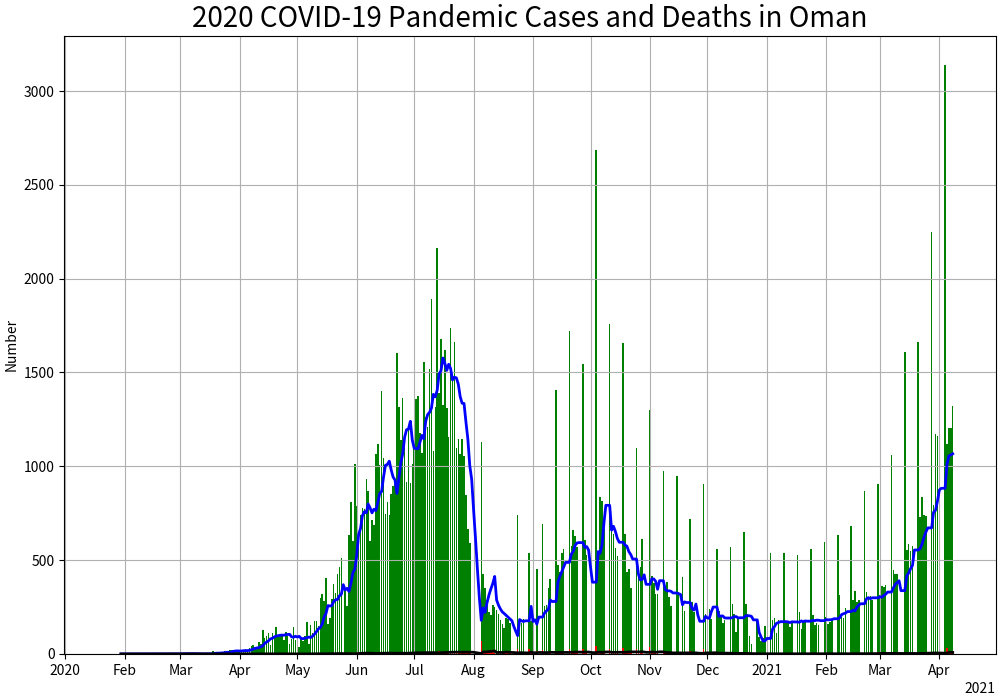 2020 COVID-19 Pandemic Cases and Deaths in Oman
Number
3000
2500
2000
1500
1000
500
0
2020 Feb Mar Apr May Jun Jul Aug Sep Oct Nov Dec 2021 Feb Mar Apr
2021